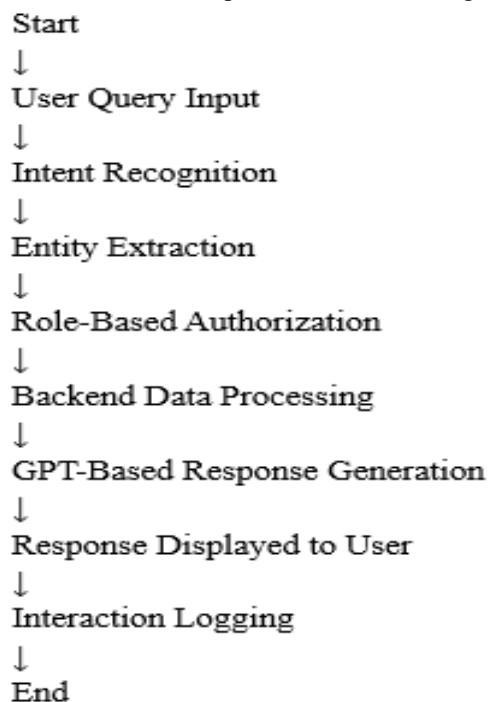 Start
↓
User Query Input
↓
Intent Recognition
↓
Entity Extraction
↓
Role-Based Authorization
↓
Backend Data Processing
↓
GPT-Based Response Generation
↓
Response Displayed to User
↓
Interaction Logging
↓
End